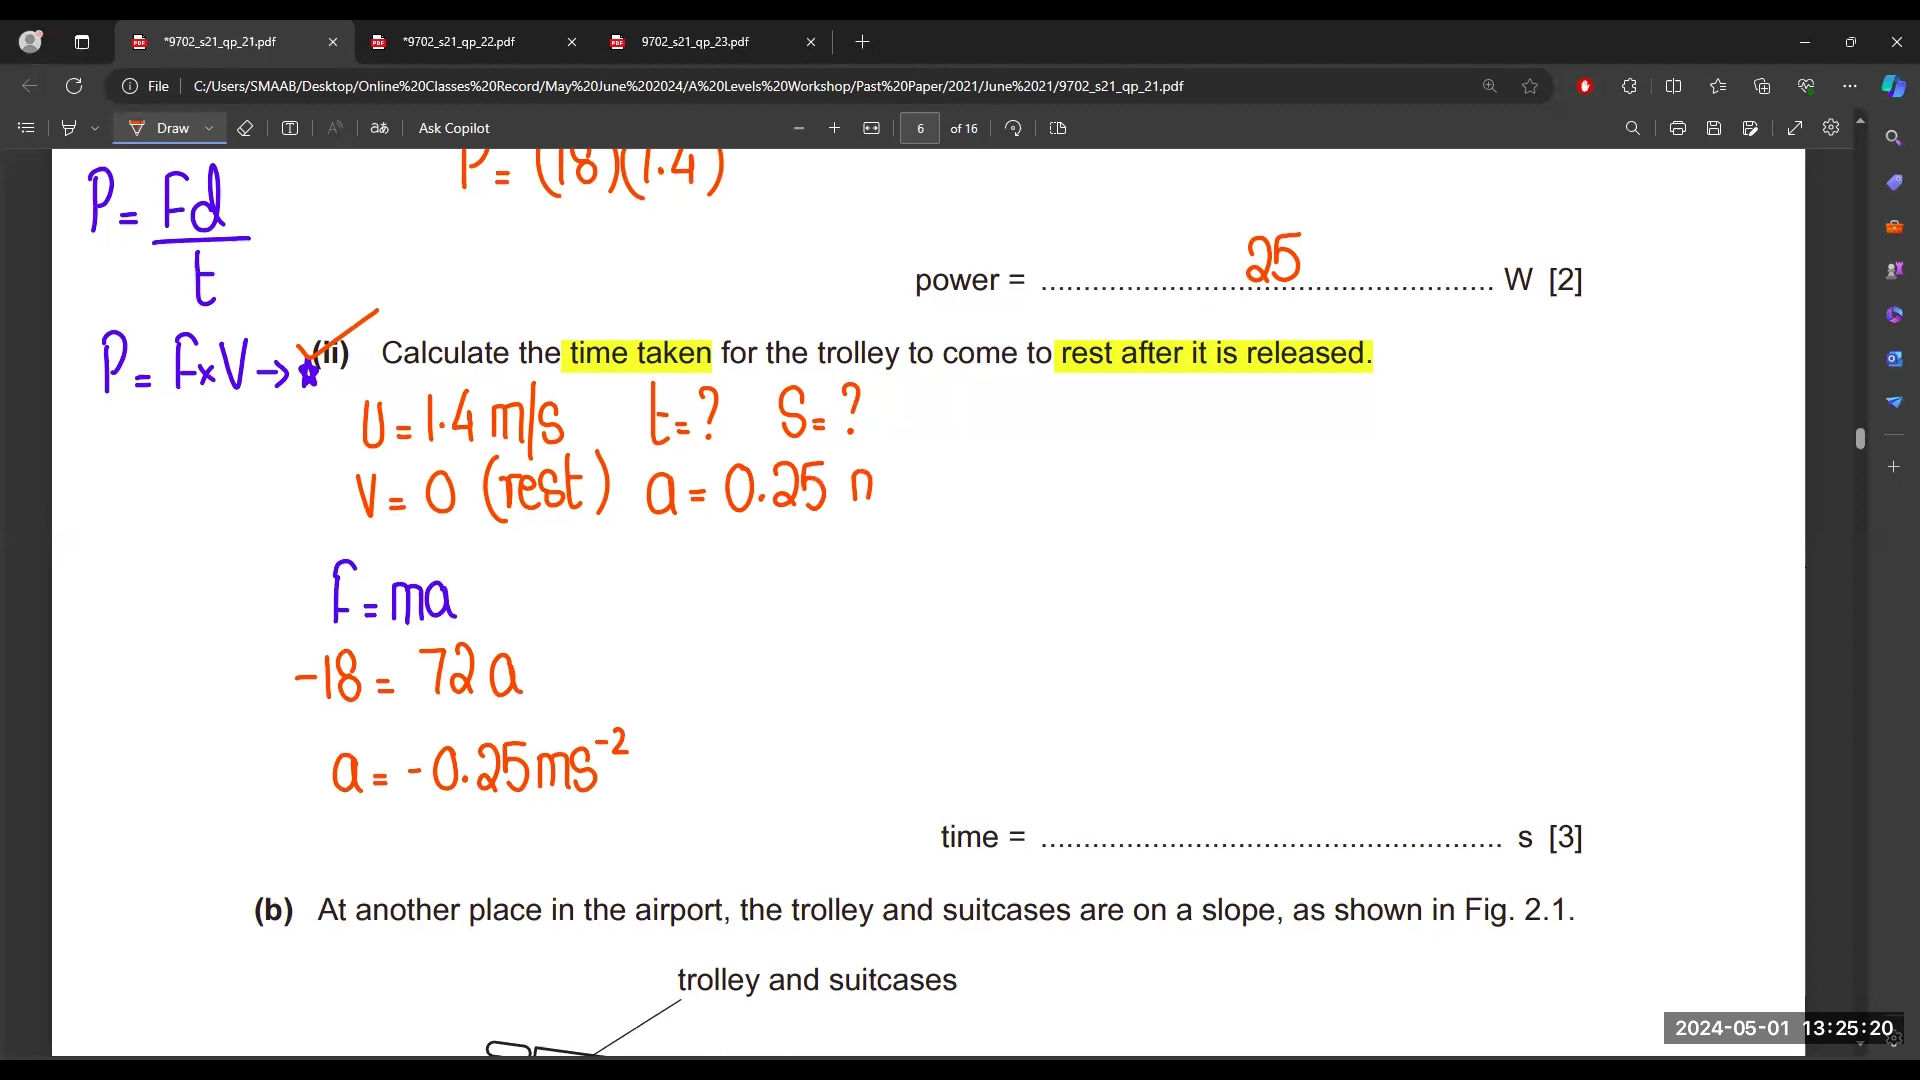 *9702_s21_qp_21.pdf
*9702_s21_qp_22.pdf
9702_s21_qp_23.pdf
File
C:/Users/SMAAB/Desktop/Online%20Classes%20Record/May%20June%202024/A%20Levels%20Workshop/Past%20Paper/2021/June%2021/9702_s21_qp_21.pdf
Draw
Ask Copilot
6 of 16
P = (18)(1.4)
P = Fd
t
25
power = .................................................... W [2]
P = F x V →
(ii) Calculate the time taken for the trolley to come to rest after it is released.
U = 1.4 m/s t = ? S = ?
V = 0 (rest) a = 0.25 n
F = ma
-18 = 72 a
a = -0.25 ms⁻²
time = ..................................................... s [3]
(b) At another place in the airport, the trolley and suitcases are on a slope, as shown in Fig. 2.1.
trolley and suitcases
2024-05-01 13:25:20